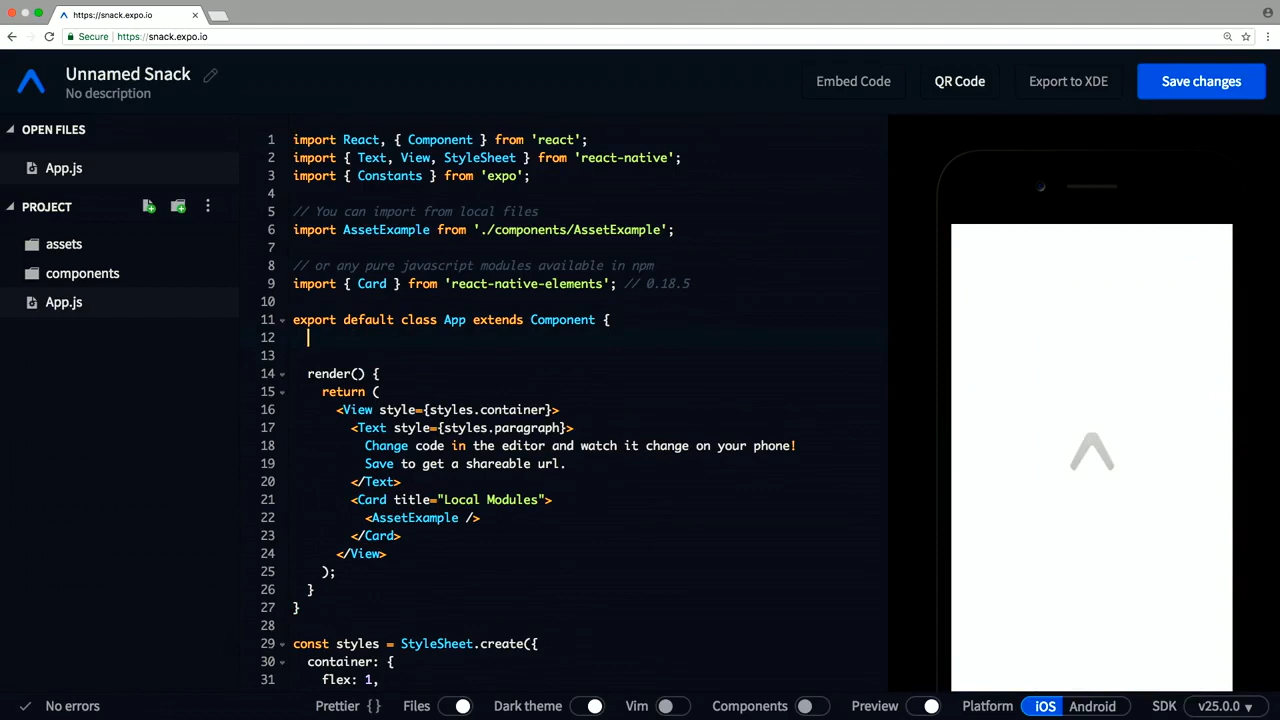 https://snack.expo.io
Secure | https://snack.expo.io
Unnamed Snack
No description
Embed Code
QR Code
Export to XDE
Save changes
OPEN FILES
App.js
PROJECT
assets
components
App.js
1 import React, { Component } from 'react';
2 import { Text, View, StyleSheet } from 'react-native';
3 import { Constants } from 'expo';
4
5 // You can import from local files
6 import AssetExample from './components/AssetExample';
7
8 // or any pure javascript modules available in npm
9 import { Card } from 'react-native-elements'; // 0.18.5
10
11 export default class App extends Component {
12
13
14 render() {
15 return (
16 <View style={styles.container}>
17 <Text style={styles.paragraph}>
18 Change code in the editor and watch it change on your phone!
19 Save to get a shareable url.
20 </Text>
21 <Card title="Local Modules">
22 <AssetExample />
23 </Card>
24 </View>
25 );
26 }
27 }
28
29 const styles = StyleSheet.create({
30 container: {
31 flex: 1,
No errors
Prettier {}
Files
Dark theme
Vim
Components
Preview
Platform
iOS
Android
SDK
v25.0.0